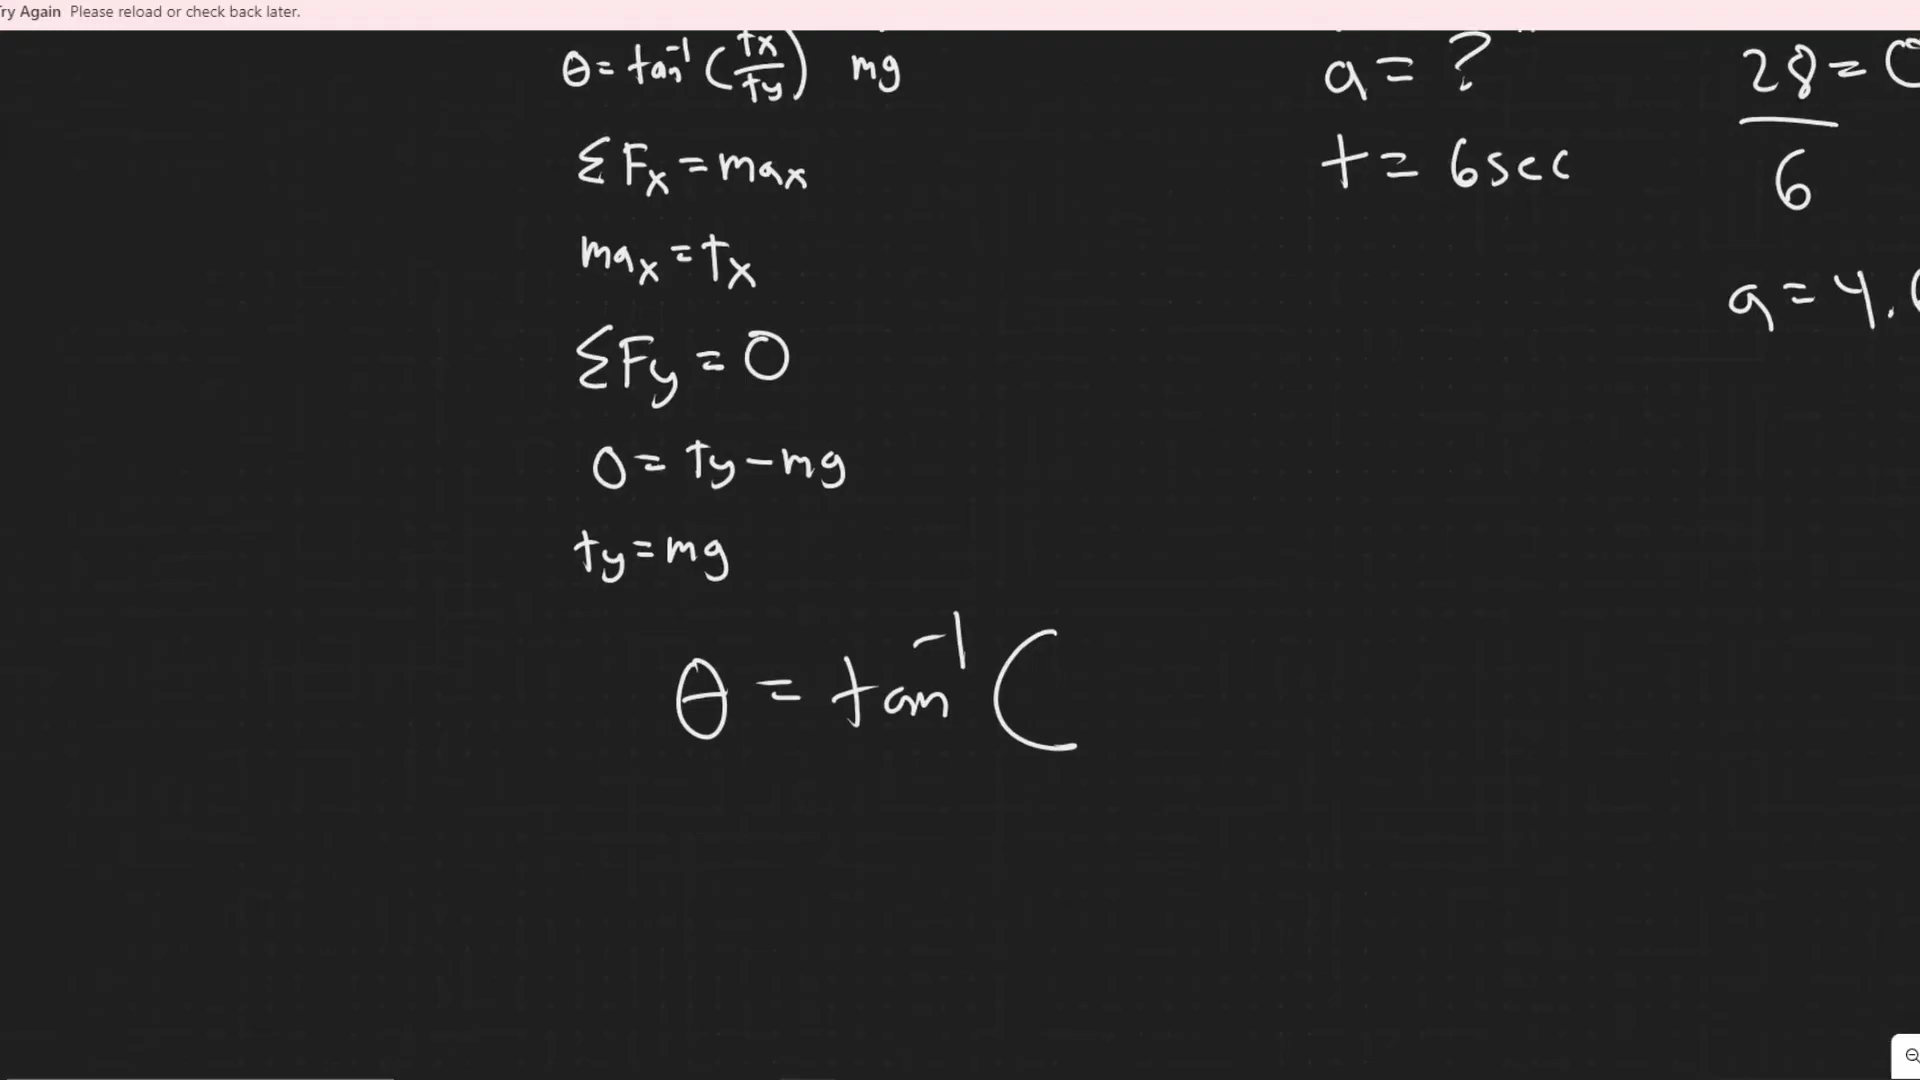 Try Again Please reload or check back later.
θ = tan⁻¹ (tx/ty) mg
ΣFx = max
max = tx
ΣFy = 0
0 = ty - mg
ty = mg
θ = tan⁻¹ (
a = ?
t = 6sec
28 =
6
a = 4.